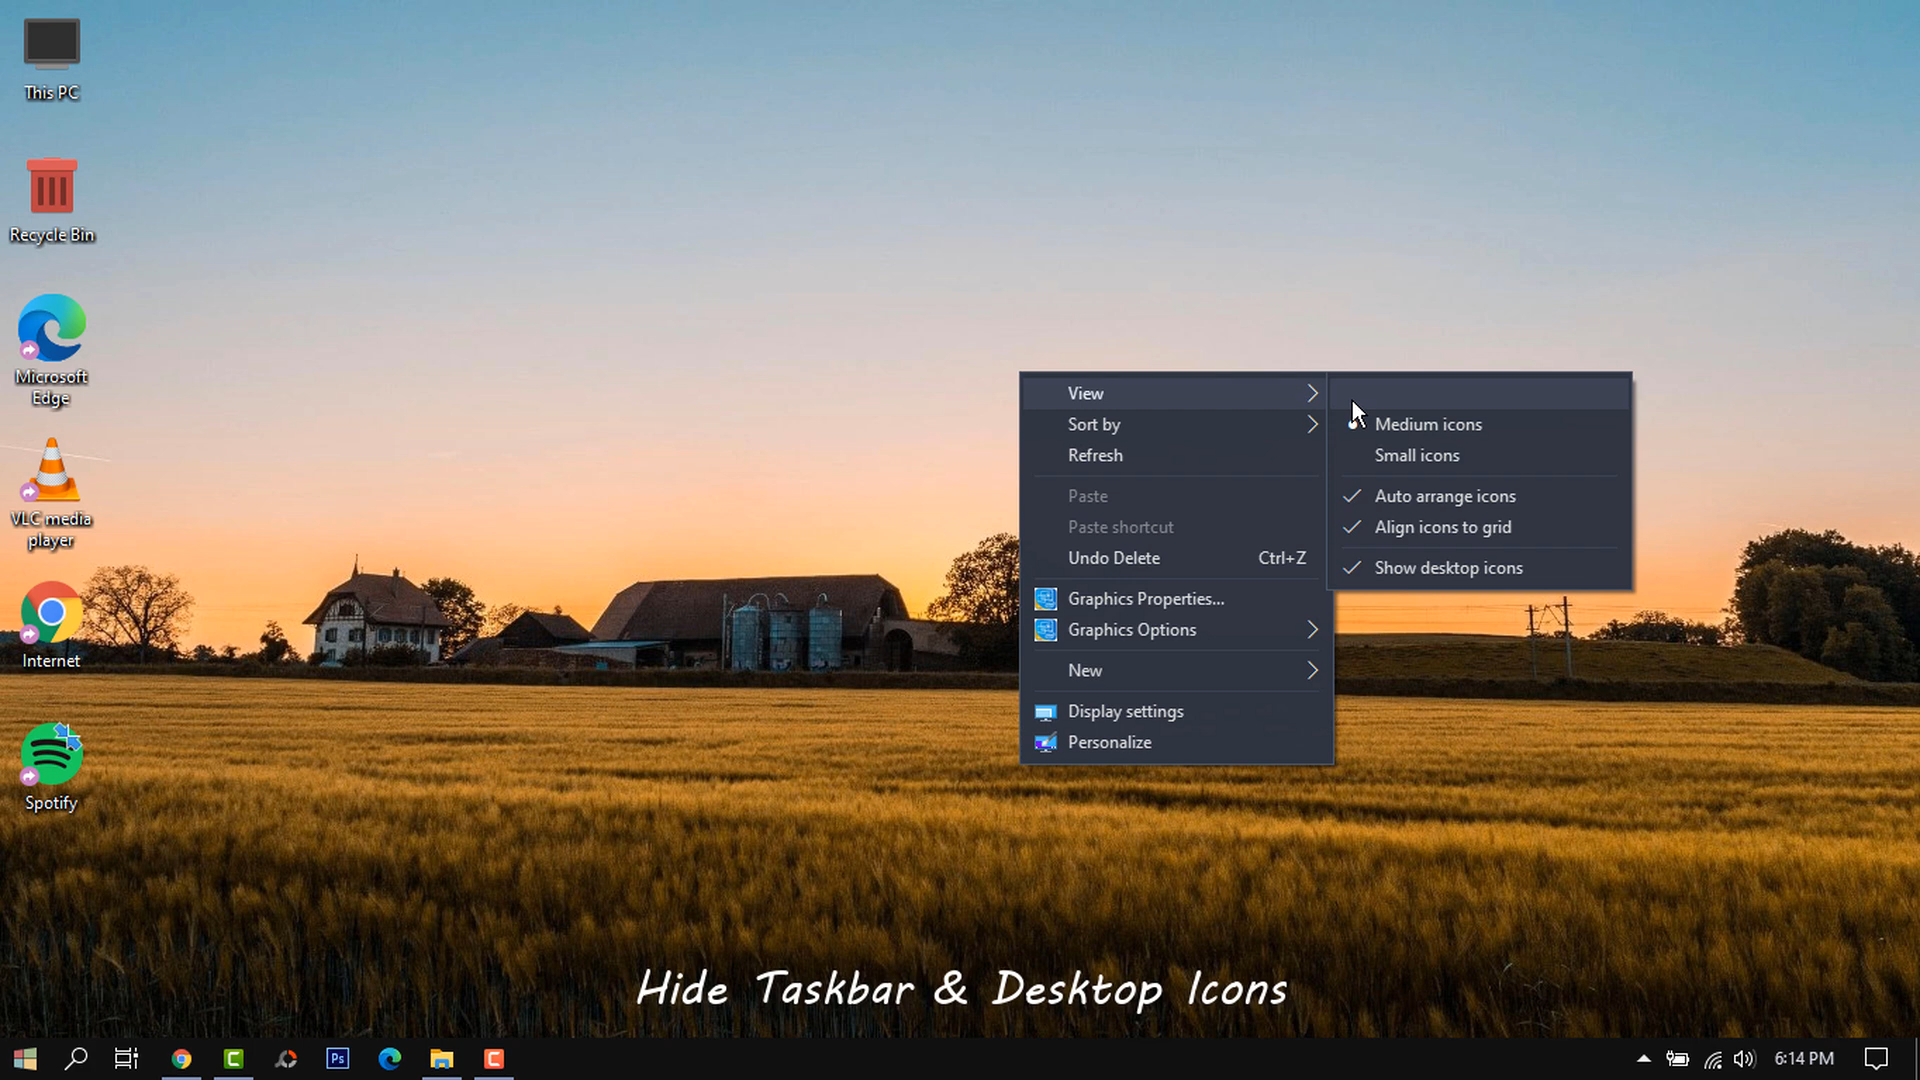 This PC
Recycle Bin
Microsoft
Edge
VLC media
player
Internet
Spotify
View
Sort by
Refresh
Paste
Paste shortcut
Undo Delete Ctrl+Z
Graphics Properties...
Graphics Options
New
Display settings
Personalize
Medium icons
Small icons
Auto arrange icons
Align icons to grid
Show desktop icons
Hide Taskbar & Desktop Icons
Ps
6:14 PM